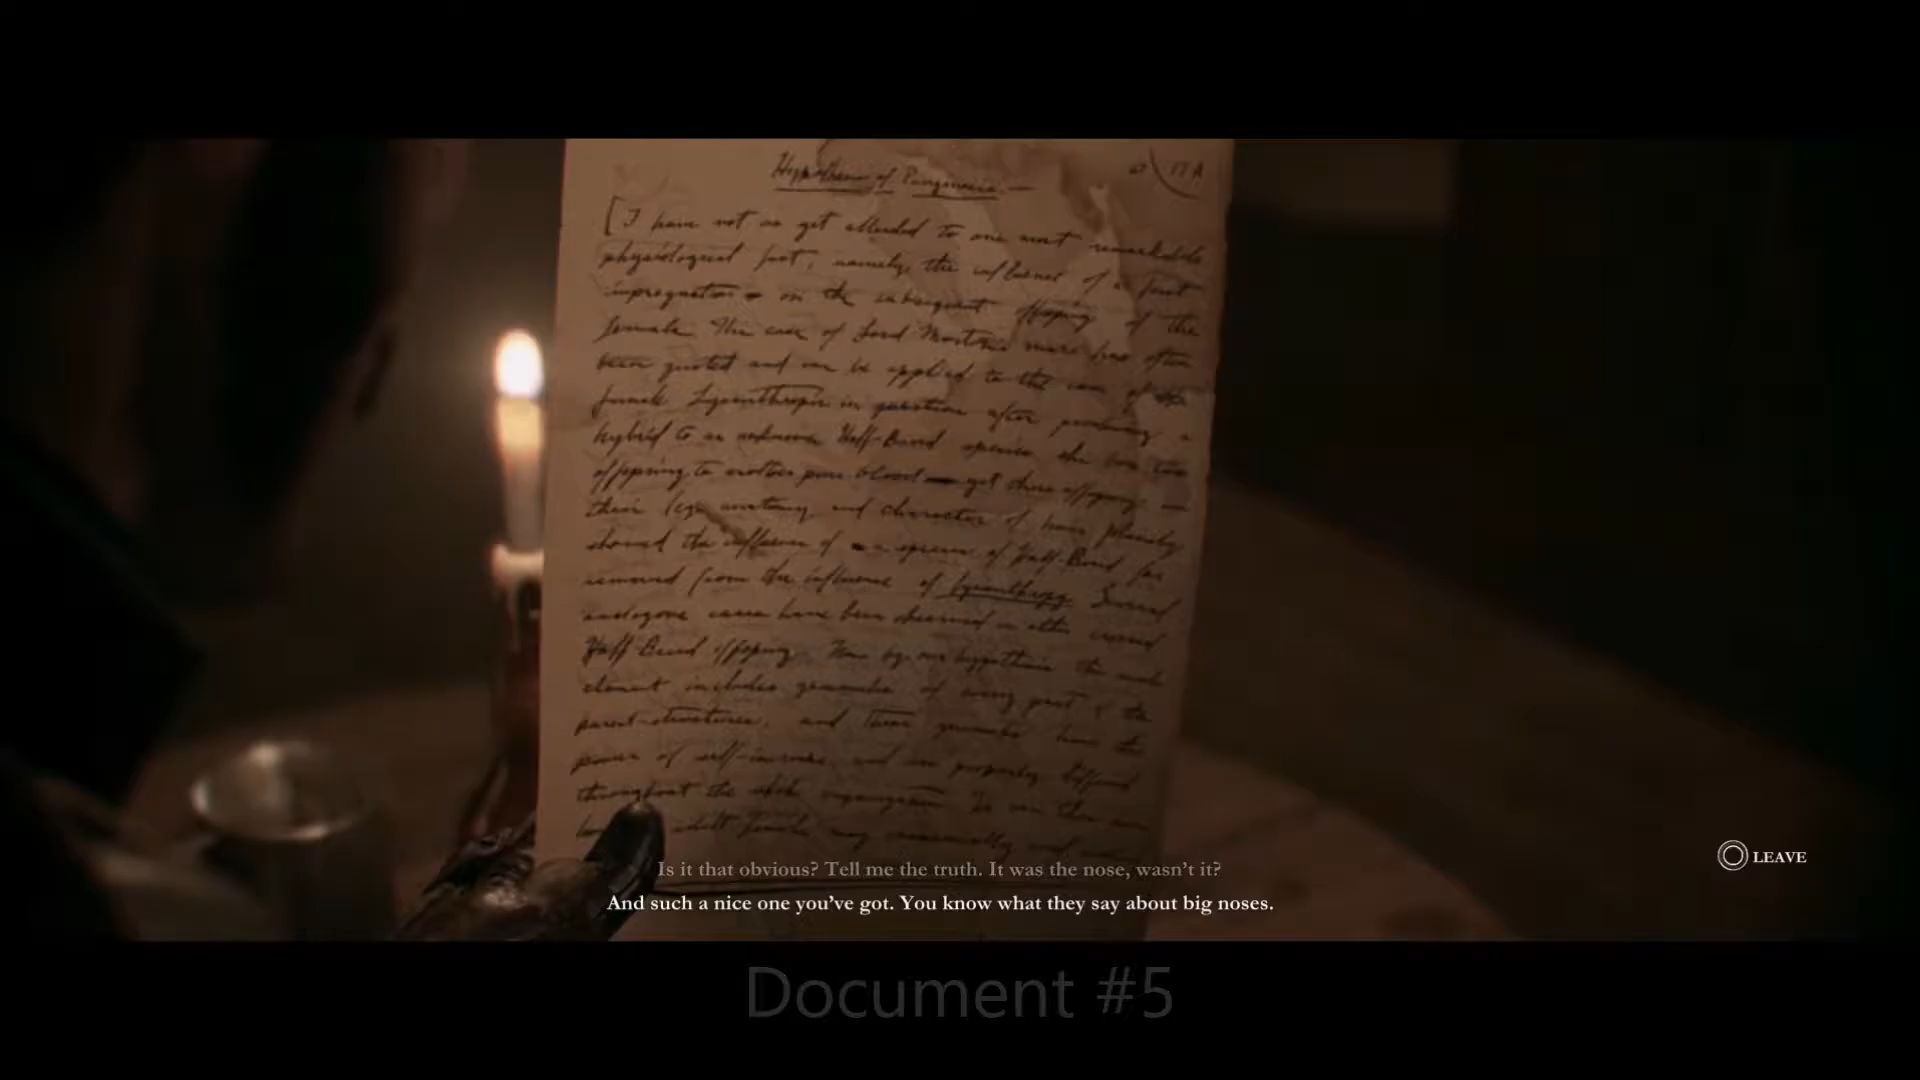 Hypothesis of Pangenesis.—
17A
[I have not as yet alluded to one most remarkable
physiological fact, namely, the influence of a first
impregnation on the subsequent offspring of the
female. The case of Lord Morton's mare has often
been quoted and can be applied to the case of the
female Lycanthrope in question after producing a
hybrid to an unknown Half-Breed species she had two
offspring to another pure blood — yet these offspring in
their leg anatomy and character of hair plainly
showed the influence of a species of Half-Breed far
removed from the influence of lycanthropy. Several
analogous cases have been observed in other crossed
Half-Breed offspring. Now by our hypothesis the male
element includes gemmules of every part of the
parent-structures, and these gemmules have the
power of self-increase and are properly diffused
throughout the whole organization
adult female may occasionally
Is it that obvious? Tell me the truth. It was the nose, wasn't it?
And such a nice one you've got. You know what they say about big noses.
LEAVE
Document #5